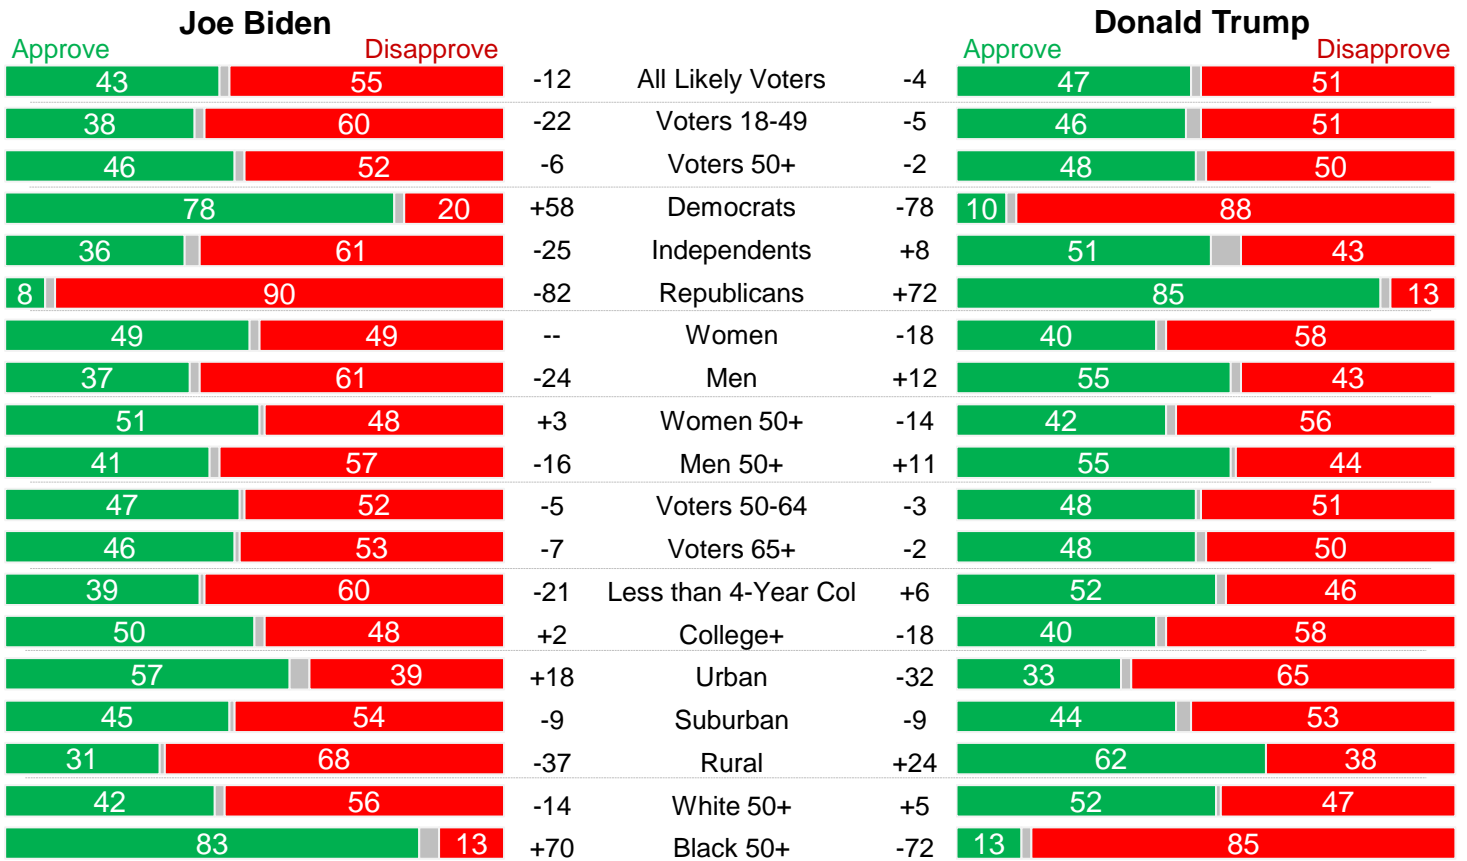 Joe Biden Donald Trump
Approve Disapprove Approve Disapprove
43 55 -12 All Likely Voters -4 47 51
38 60 -22 Voters 18-49 -5 46 51
46 52 -6 Voters 50+ -2 48 50
78 20 +58 Democrats -78 10 88
36 61 -25 Independents +8 51 43
8 90 -82 Republicans +72 85 13
49 49 -- Women -18 40 58
37 61 -24 Men +12 55 43
51 48 +3 Women 50+ -14 42 56
41 57 -16 Men 50+ +11 55 44
47 52 -5 Voters 50-64 -3 48 51
46 53 -7 Voters 65+ -2 48 50
39 60 -21 Less than 4-Year Col +6 52 46
50 48 +2 College+ -18 40 58
57 39 +18 Urban -32 33 65
45 54 -9 Suburban -9 44 53
31 68 -37 Rural +24 62 38
42 56 -14 White 50+ +5 52 47
83 13 +70 Black 50+ -72 13 85